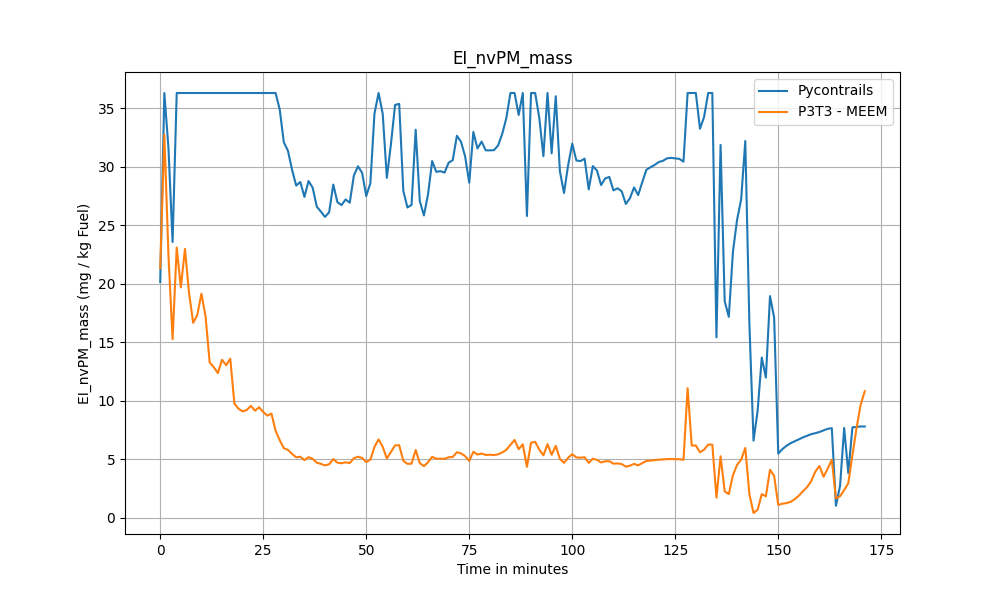 EI_nvPM_mass
Pycontrails
P3T3 - MEEM
EI_nvPM_mass (mg / kg Fuel)
35
30
25
20
15
10
5
0
0 25 50 75 100 125 150 175
Time in minutes